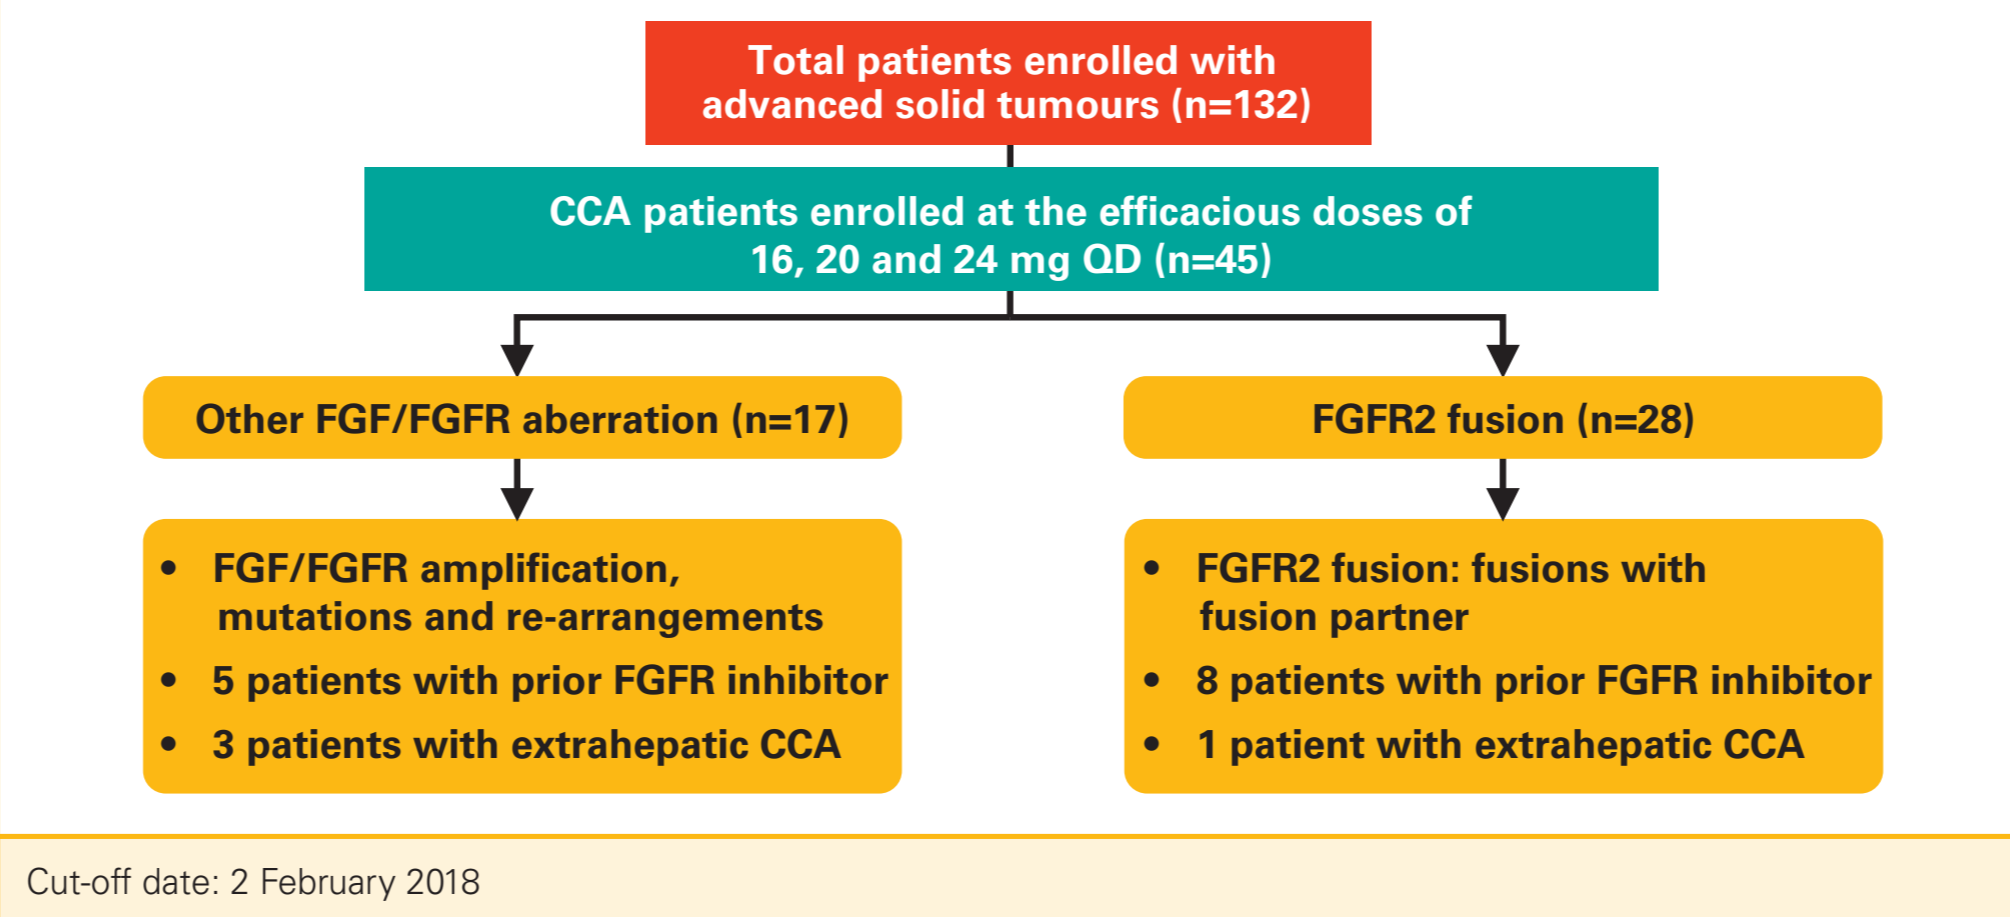 Total patients enrolled with
advanced solid tumours (n=132)
CCA patients enrolled at the efficacious doses of
16, 20 and 24 mg QD (n=45)
Other FGF/FGFR aberration (n=17)
FGFR2 fusion (n=28)
• FGF/FGFR amplification,
mutations and re-arrangements
• 5 patients with prior FGFR inhibitor
• 3 patients with extrahepatic CCA
• FGFR2 fusion: fusions with
fusion partner
• 8 patients with prior FGFR inhibitor
• 1 patient with extrahepatic CCA
Cut-off date: 2 February 2018